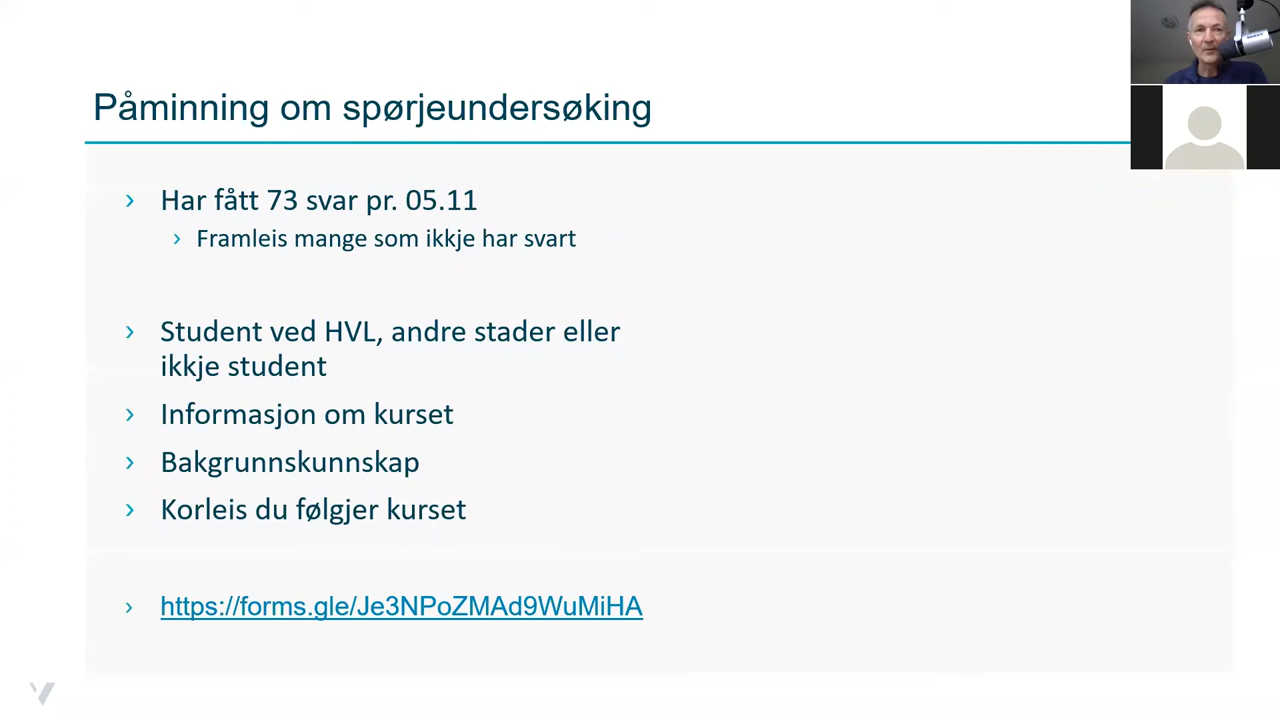 Påminning om spørjeundersøking
› Har fått 73 svar pr. 05.11
› Framleis mange som ikkje har svart
› Student ved HVL, andre stader eller
ikkje student
› Informasjon om kurset
› Bakgrunnskunnskap
› Korleis du følgjer kurset
› https://forms.gle/Je3NPoZMAd9WuMiHA